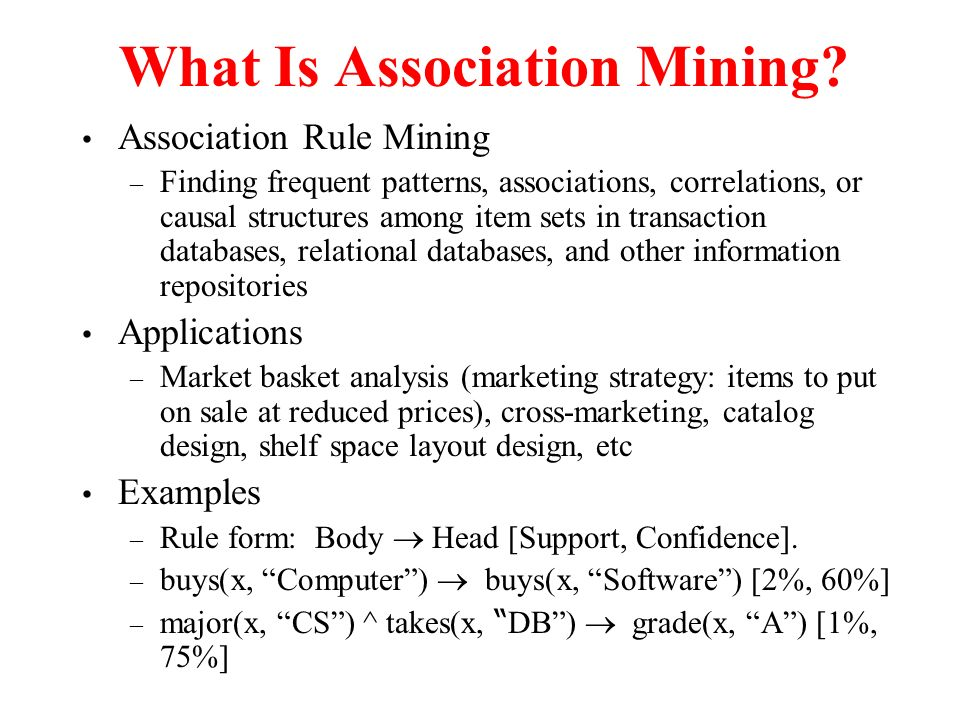 What Is Association Mining?
• Association Rule Mining
– Finding frequent patterns, associations, correlations, or
causal structures among item sets in transaction
databases, relational databases, and other information
repositories
• Applications
– Market basket analysis (marketing strategy: items to put
on sale at reduced prices), cross-marketing, catalog
design, shelf space layout design, etc
• Examples
– Rule form: Body → Head [Support, Confidence].
– buys(x, “Computer”) → buys(x, “Software”) [2%, 60%]
– major(x, “CS”) ^ takes(x, “DB”) → grade(x, “A”) [1%,
75%]